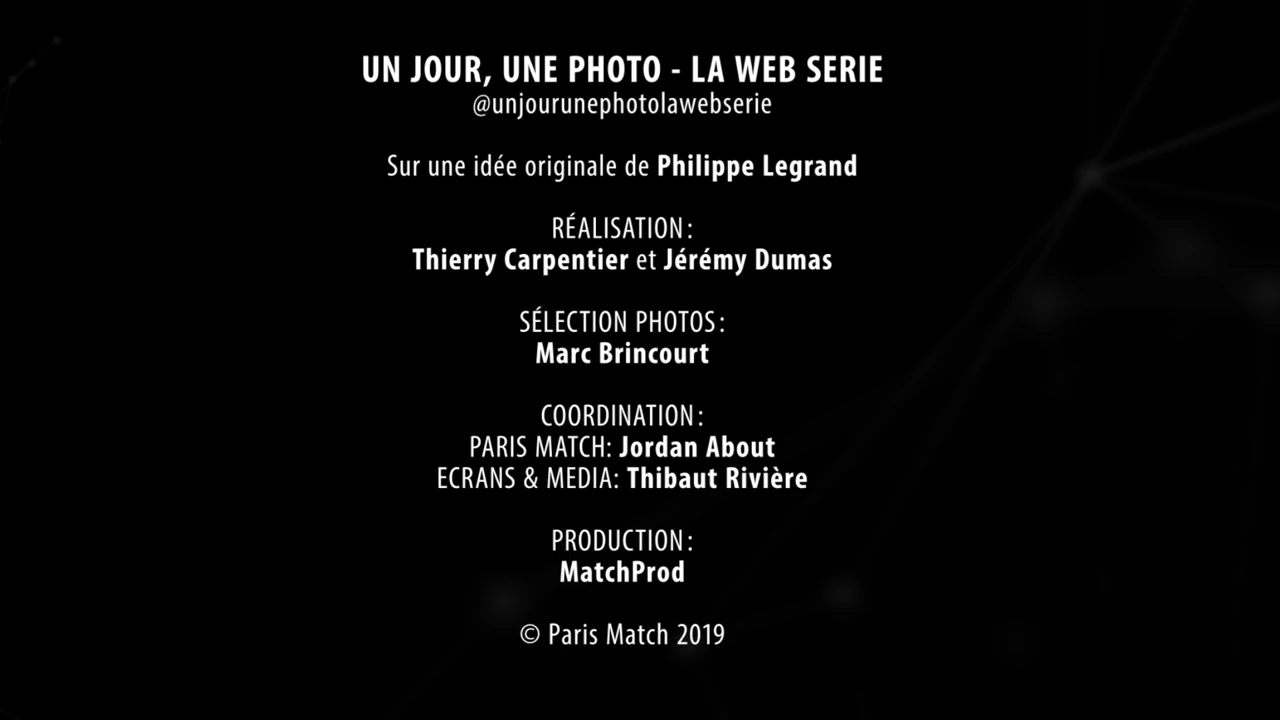 UN JOUR, UNE PHOTO - LA WEB SERIE
@unjourunephotolawebserie
Sur une idée originale de Philippe Legrand
RÉALISATION :
Thierry Carpentier et Jérémy Dumas
SÉLECTION PHOTOS :
Marc Brincourt
COORDINATION :
PARIS MATCH: Jordan About
ECRANS & MEDIA: Thibaut Rivière
PRODUCTION :
MatchProd
© Paris Match 2019